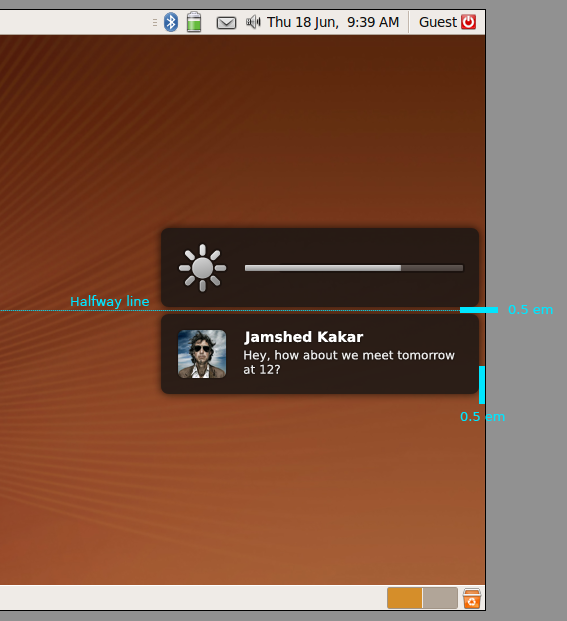 Thu 18 Jun, 9:39 AM Guest
Halfway line
0.5 em
Jamshed Kakar
Hey, how about we meet tomorrow
at 12?
0.5 em